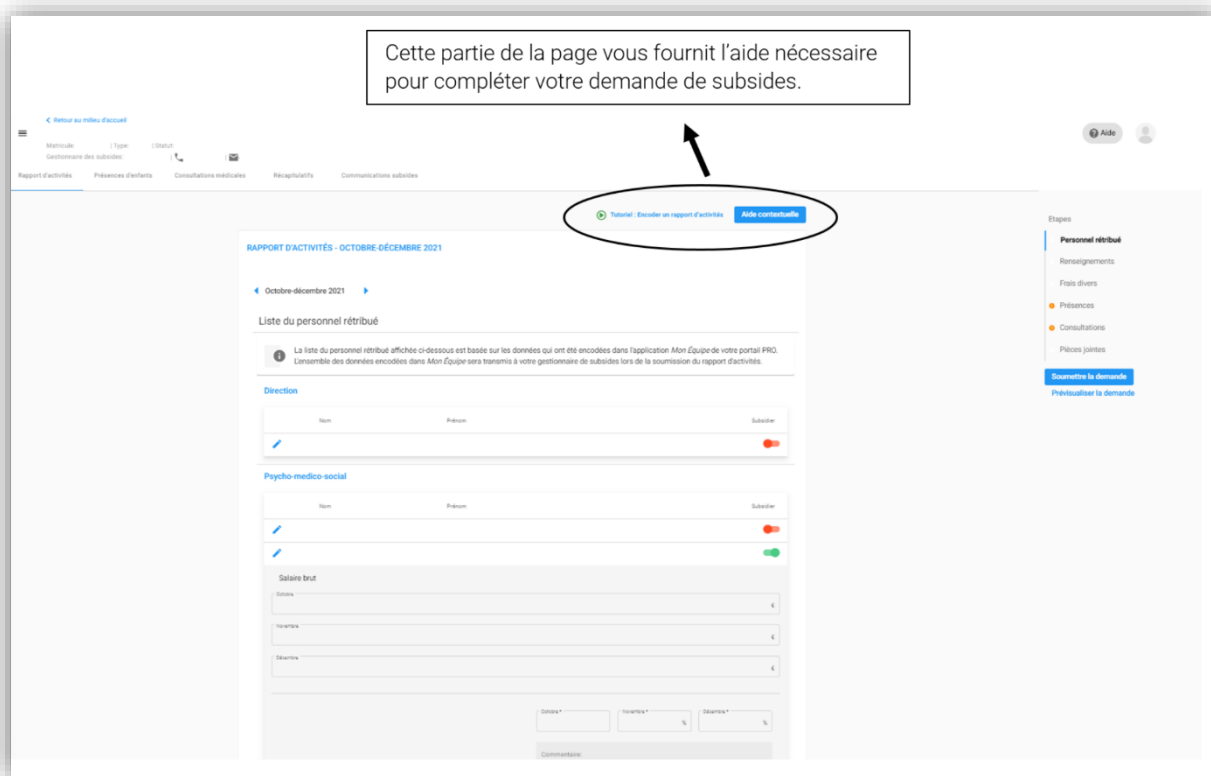 Cette partie de la page vous fournit l'aide nécessaire
pour compléter votre demande de subsides.
Retour au milieu d'accueil
Aide
Matricule: | Type: | Statut:
Gestionnaire des subsides: | |
Rapport d'activités Présences d'enfants Consultations médicales Récapitulatifs Communications subsides
Tutoriel : Encoder un rapport d'activités Aide contextuelle
RAPPORT D'ACTIVITÉS - OCTOBRE-DÉCEMBRE 2021
Octobre-décembre 2021
Liste du personnel rétribué
La liste du personnel rétribué affichée ci-dessous est basée sur les données qui ont été encodées dans l'application Mon Équipe de votre portail PRO.
L'ensemble des données encodées dans Mon Équipe sera transmis à votre gestionnaire de subsides lors de la soumission du rapport d'activités.
Direction
Nom Prénom Subsidier
Psycho-medico-social
Nom Prénom Subsidier
Salaire brut
Octobre
€
Novembre
€
Décembre
€
Octobre * Novembre * Décembre *
% %
Commentaire:
Etapes
Personnel rétribué
Renseignements
Frais divers
Présences
Consultations
Pièces jointes
Soumettre la demande
Prévisualiser la demande